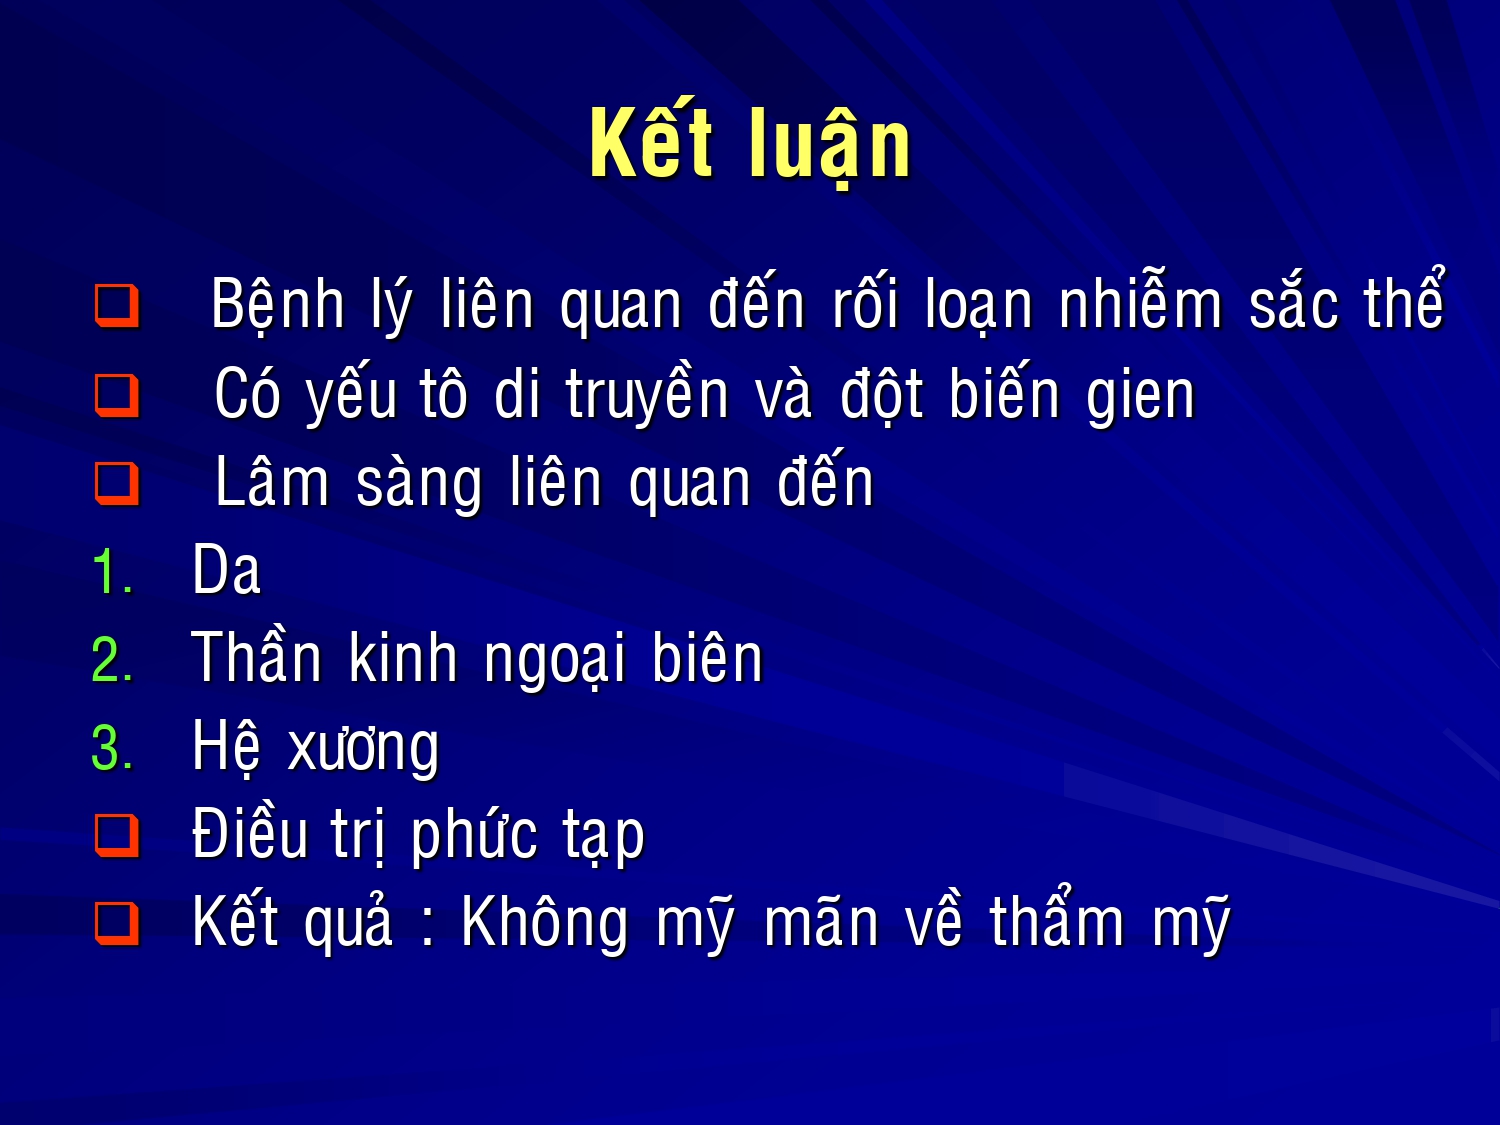 Kết luận
Bệnh lý liên quan đến rối loạn nhiễm sắc thể
Có yếu tô di truyền và đột biến gien
Lâm sàng liên quan đến
1. Da
2. Thần kinh ngoại biên
3. Hệ xương
Điều trị phức tạp
Kết quả : Không mỹ mãn về thẩm mỹ